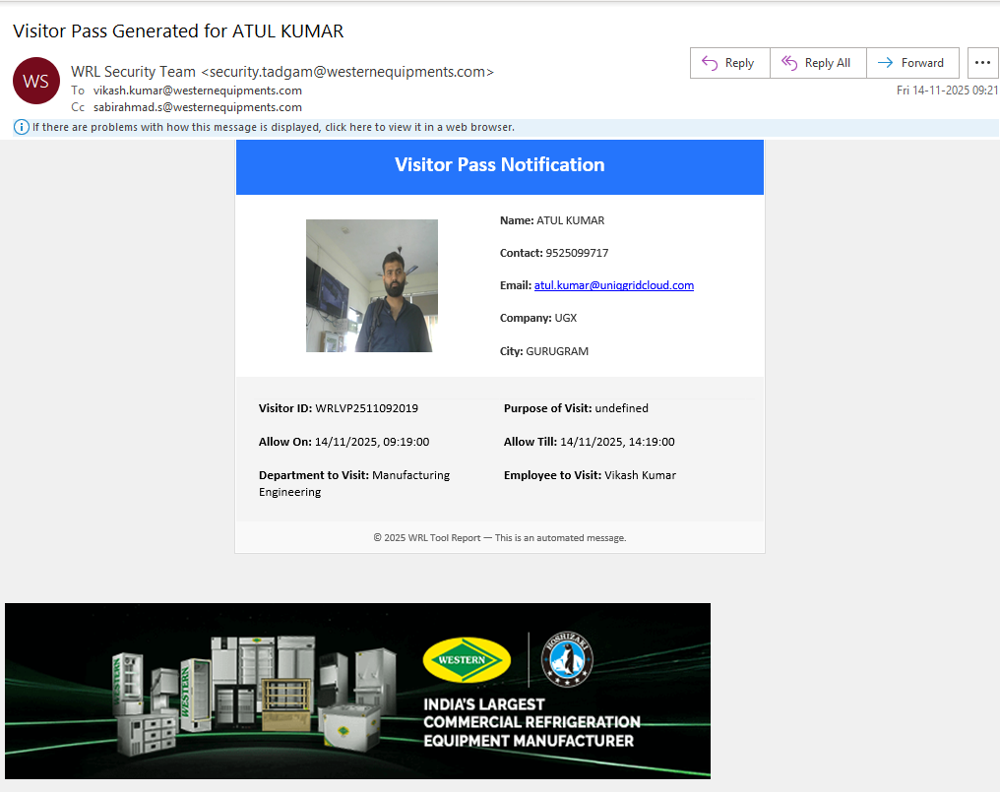 Visitor Pass Generated for ATUL KUMAR
WS
WRL Security Team <security.tadgam@westernequipments.com>
To vikash.kumar@westernequipments.com
Cc sabirahmad.s@westernequipments.com
Reply
Reply All
Forward
Fri 14-11-2025 09:21
If there are problems with how this message is displayed, click here to view it in a web browser.
Visitor Pass Notification
Name: ATUL KUMAR
Contact: 9525099717
Email: atul.kumar@uniqgridcloud.com
Company: UGX
City: GURUGRAM
Visitor ID: WRLVP2511092019
Purpose of Visit: undefined
Allow On: 14/11/2025, 09:19:00
Allow Till: 14/11/2025, 14:19:00
Department to Visit: Manufacturing
Engineering
Employee to Visit: Vikash Kumar
© 2025 WRL Tool Report — This is an automated message.
WESTERN
WESTERN
WESTERN
HOSHIZAKI
INDIA'S LARGEST
COMMERCIAL REFRIGERATION
EQUIPMENT MANUFACTURER